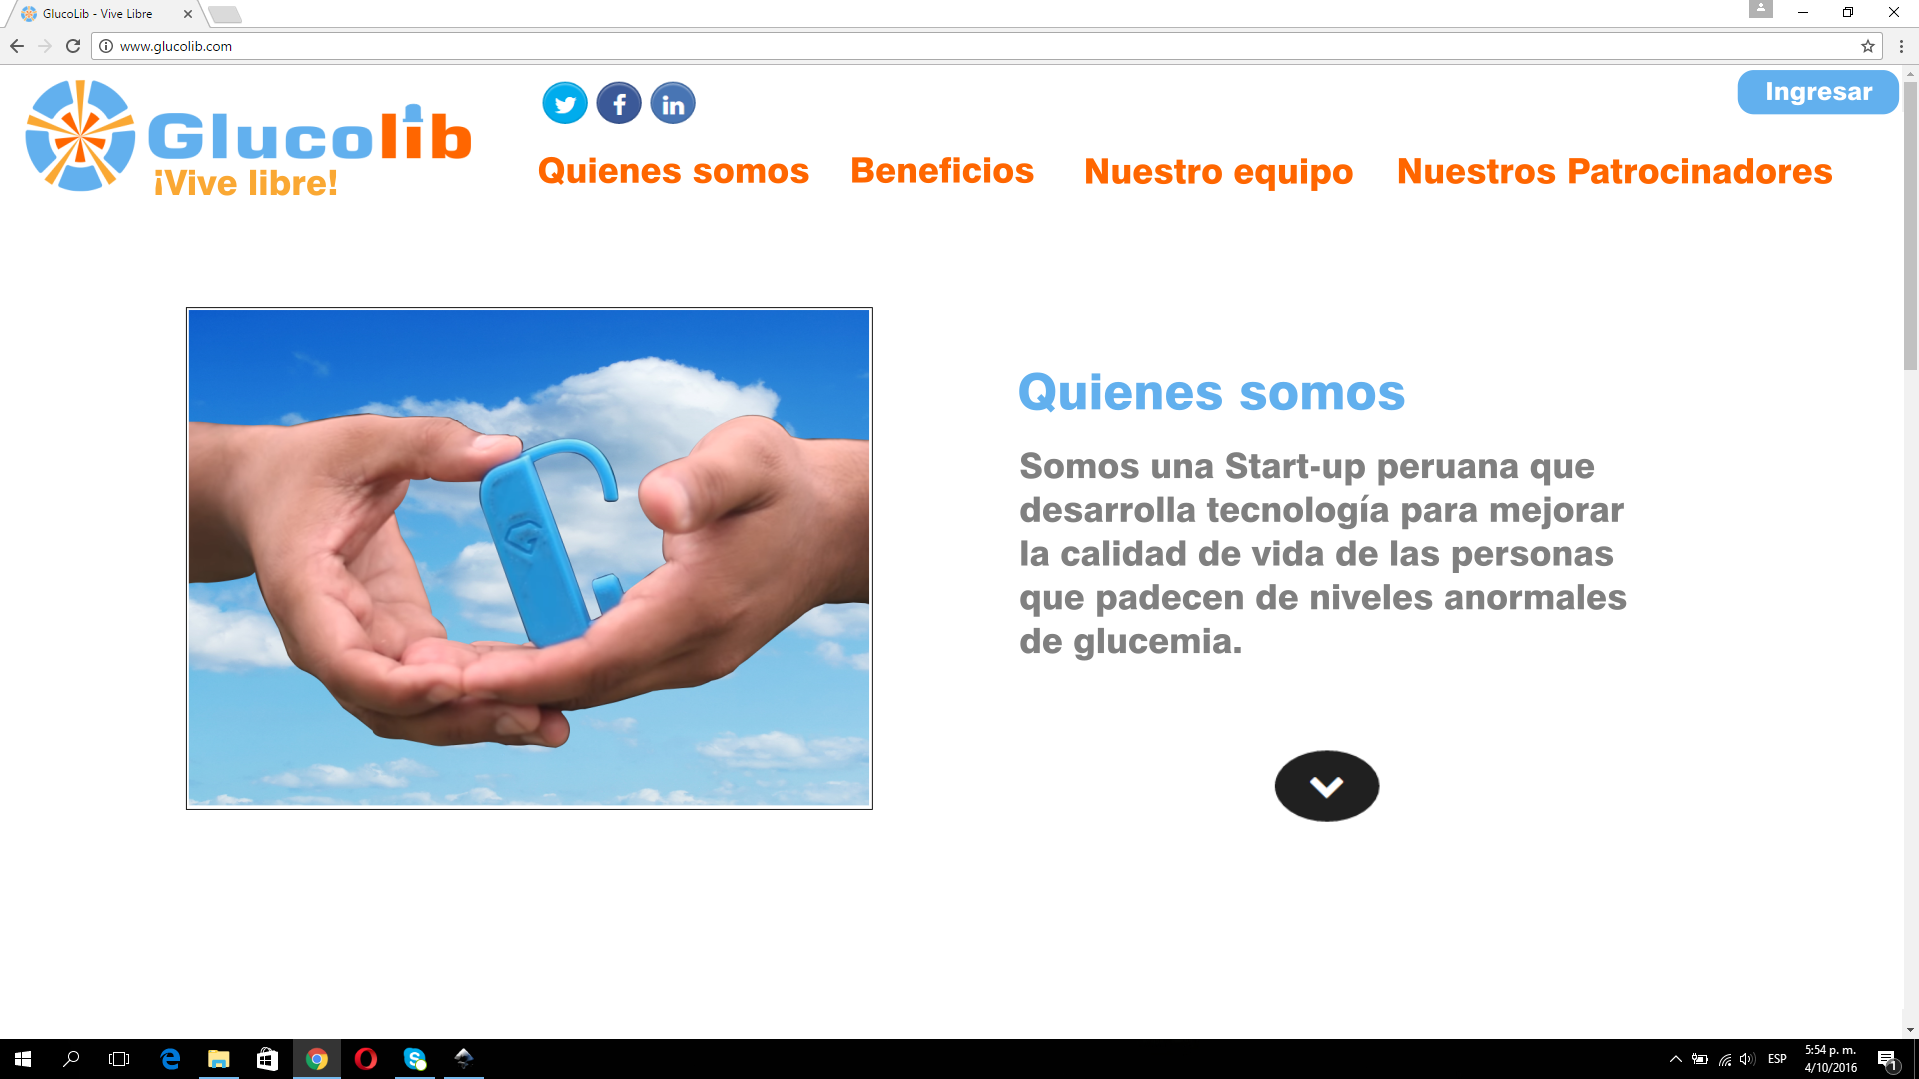 GlucoLib - Vive Libre
www.glucolib.com
Glucolib
¡Vive libre!
Ingresar
Quienes somos Beneficios Nuestro equipo Nuestros Patrocinadores
Quienes somos
Somos una Start-up peruana que
desarrolla tecnología para mejorar
la calidad de vida de las personas
que padecen de niveles anormales
de glucemia.
ESP
5:54 p. m.
4/10/2016
1